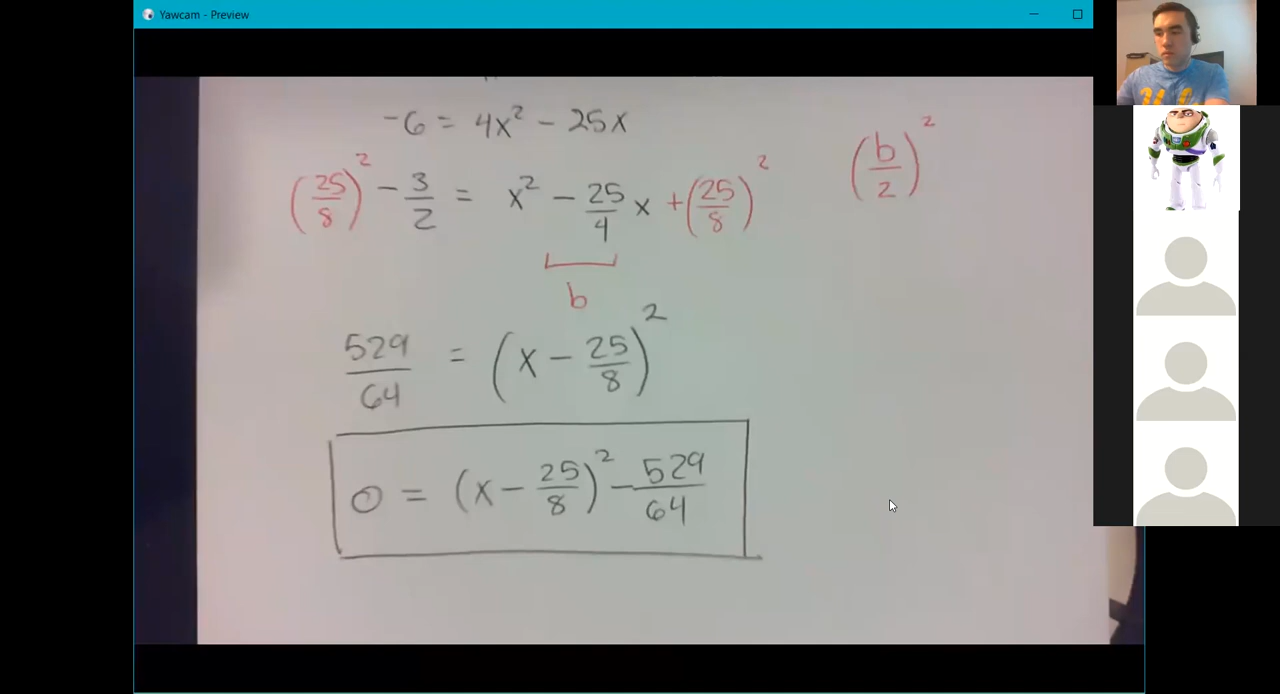 Yawcam - Preview
-6 = 4x² - 25x
(25/8)² - 3/2 = x² - 25/4 x + (25/8)²
(b/2)²
b
529/64 = (x - 25/8)²
0 = (x - 25/8)² - 529/64